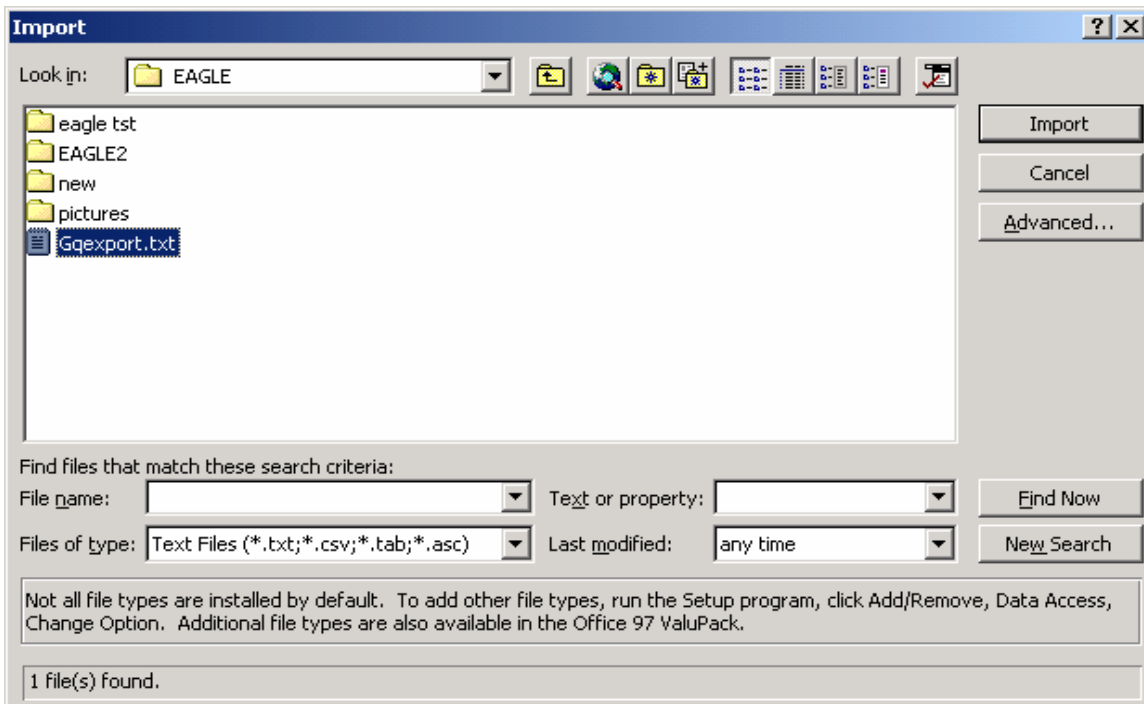 Import
Look in: EAGLE
eagle tst
EAGLE2
new
pictures
Gqexport.txt
Import
Cancel
Advanced...
Find files that match these search criteria:
File name: Text or property: Find Now
Files of type: Text Files (*.txt;*.csv;*.tab;*.asc) Last modified: any time New Search
Not all file types are installed by default. To add other file types, run the Setup program, click Add/Remove, Data Access,
Change Option. Additional file types are also available in the Office 97 ValuPack.
1 file(s) found.